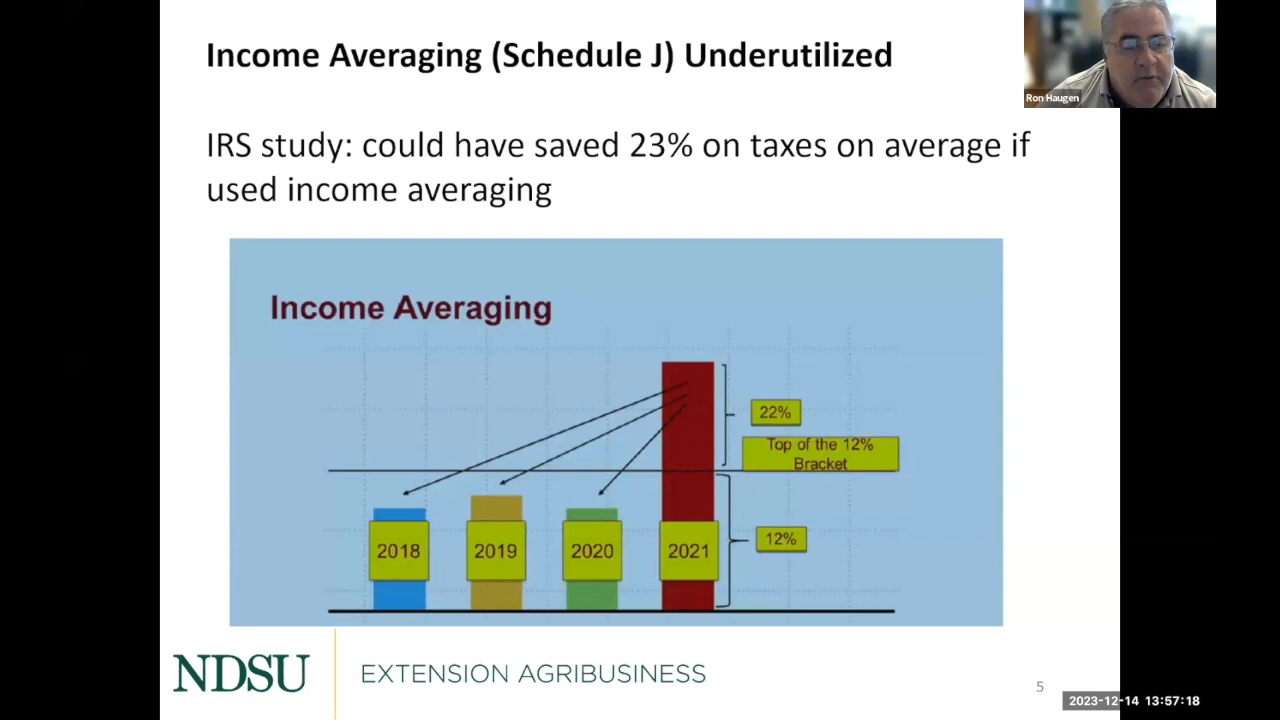 Income Averaging (Schedule J) Underutilized
Ron Haugen
IRS study: could have saved 23% on taxes on average if
used income averaging
Income Averaging
22%
Top of the 12%
Bracket
12%
2018
2019
2020
2021
NDSU
EXTENSION AGRIBUSINESS
5
2023-12-14 13:57:18